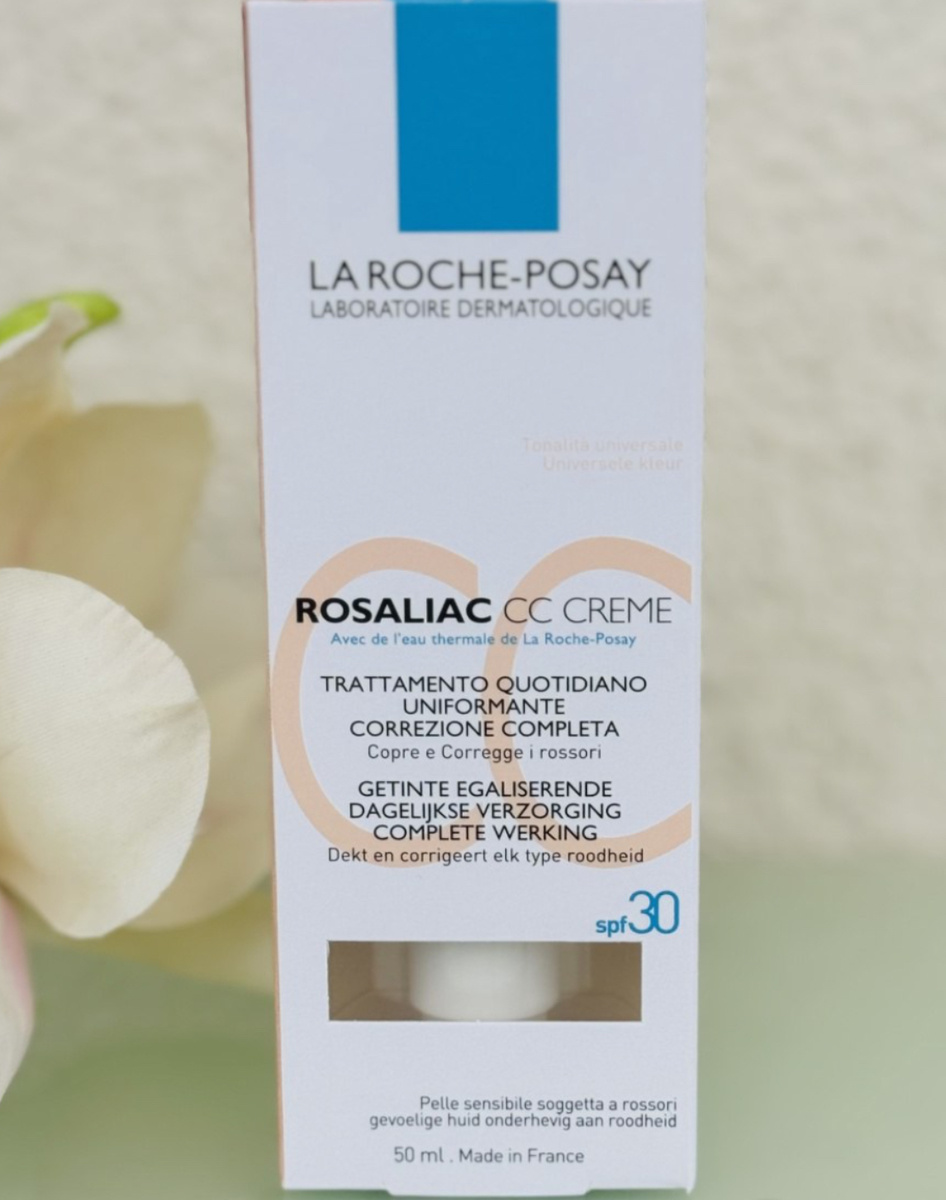 LA ROCHE-POSAY
LABORATOIRE DERMATOLOGIQUE
Tonalità universale
Universele kleur
CC
ROSALIAC CC CREME
Avec de l'eau thermale de La Roche-Posay
TRATTAMENTO QUOTIDIANO
UNIFORMANTE
CORREZIONE COMPLETA
Copre e Corregge i rossori
GETINTE EGALISERENDE
DAGELIJKSE VERZORGING
COMPLETE WERKING
Dekt en corrigeert elk type roodheid
spf30
Pelle sensibile soggetta a rossori
gevoelige huid onderhevig aan roodheid
50 ml . Made in France